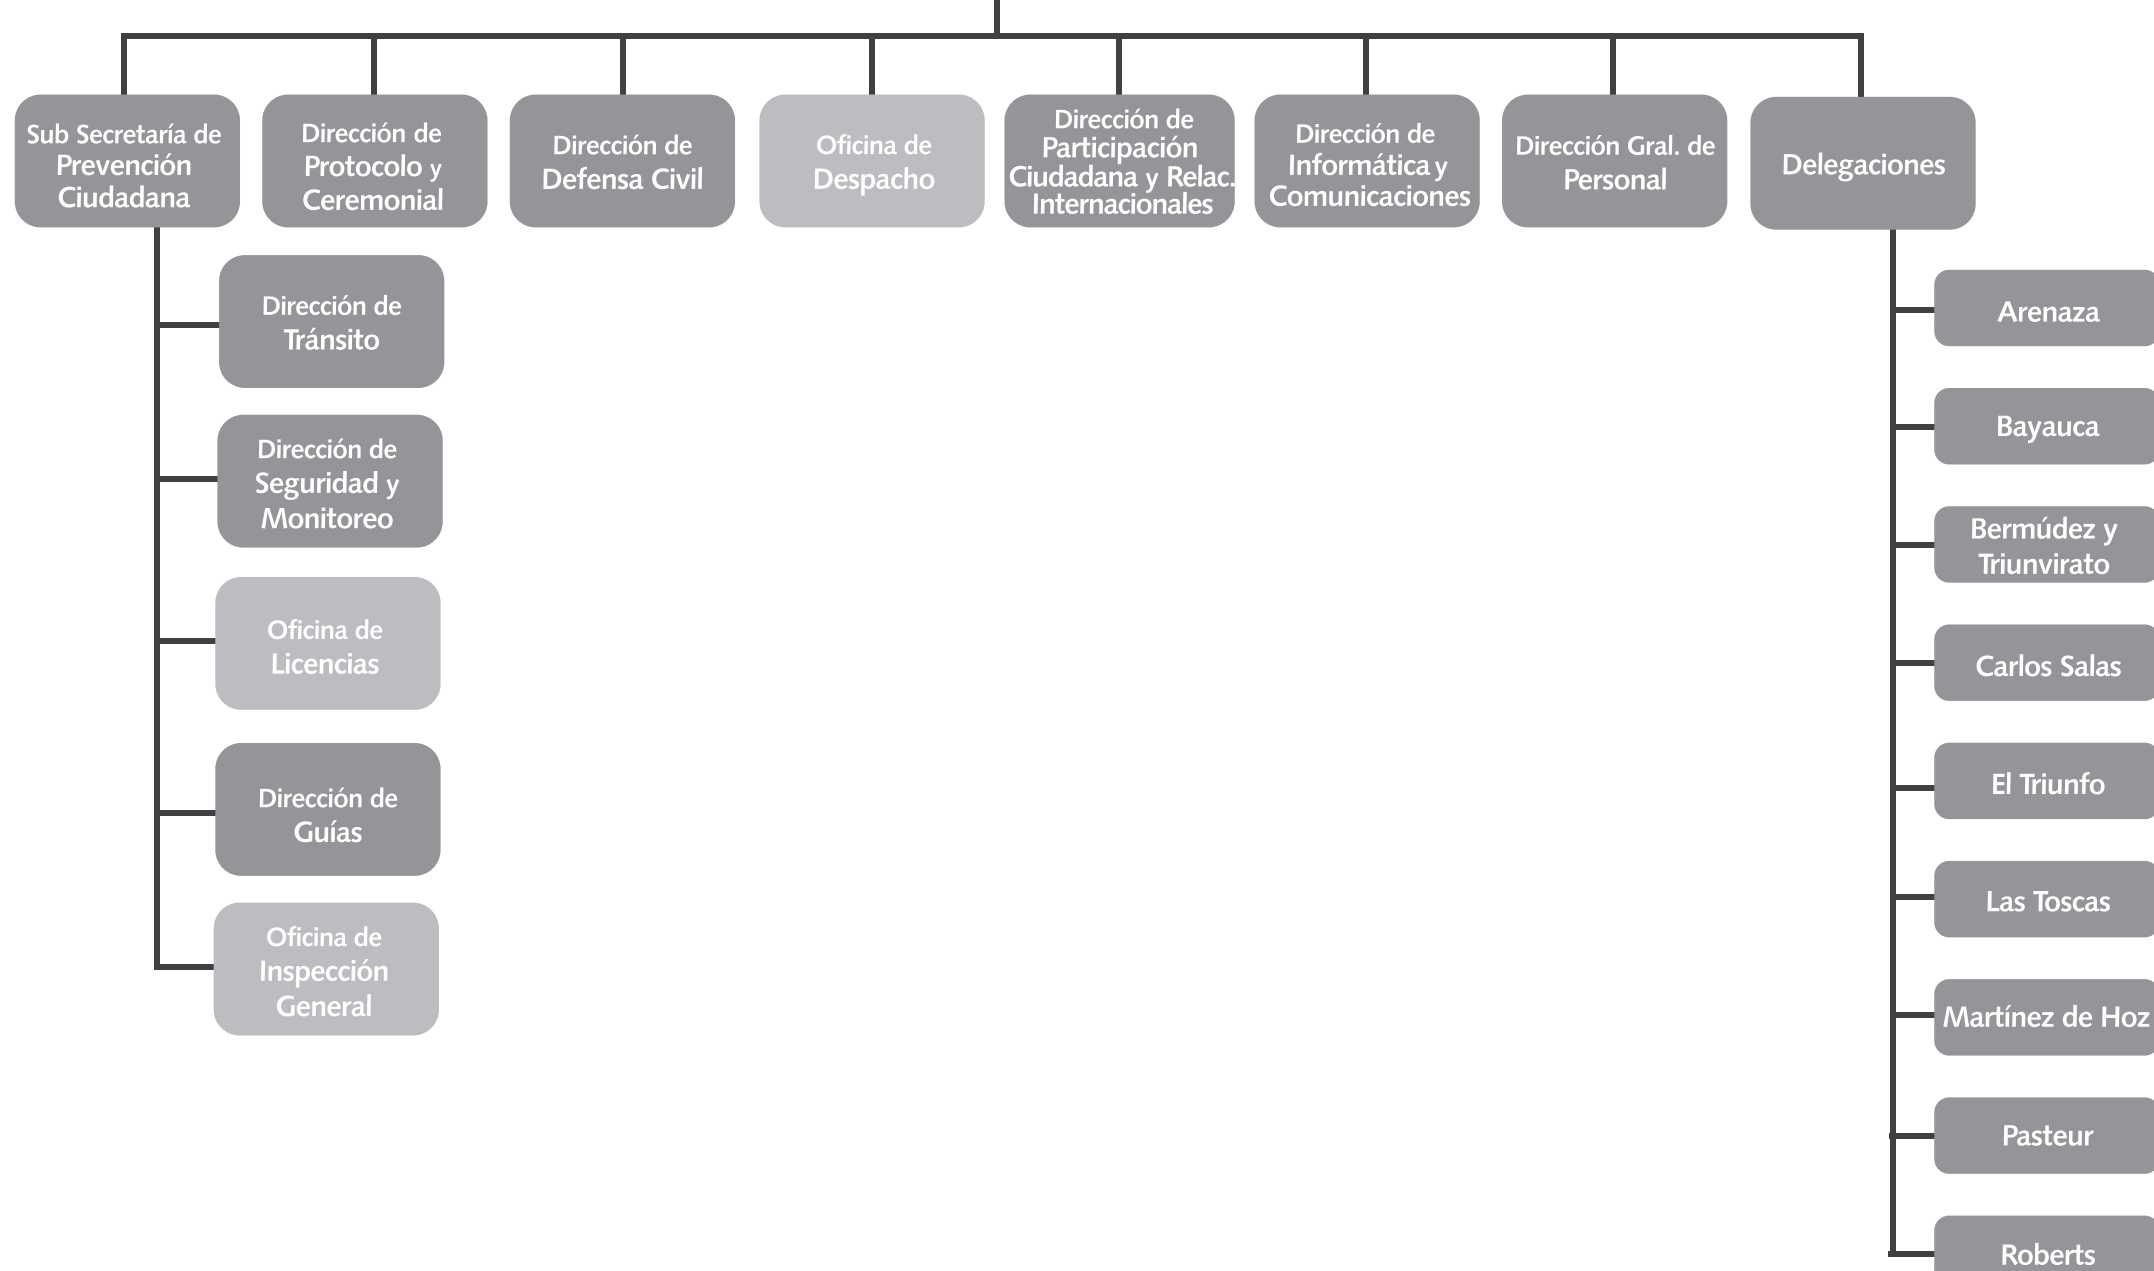 Sub Secretaría de
Prevención
Ciudadana
Dirección de
Protocolo y
Ceremonial
Dirección de
Defensa Civil
Oficina de
Despacho
Dirección de
Participación
Ciudadana y Relac.
Internacionales
Dirección de
Informática y
Comunicaciones
Dirección Gral. de
Personal
Delegaciones
Dirección de
Tránsito
Dirección de
Seguridad y
Monitoreo
Oficina de
Licencias
Dirección de
Guías
Oficina de
Inspección
General
Arenaza
Bayauca
Bermúdez y
Triunvirato
Carlos Salas
El Triunfo
Las Toscas
Martínez de Hoz
Pasteur
Roberts